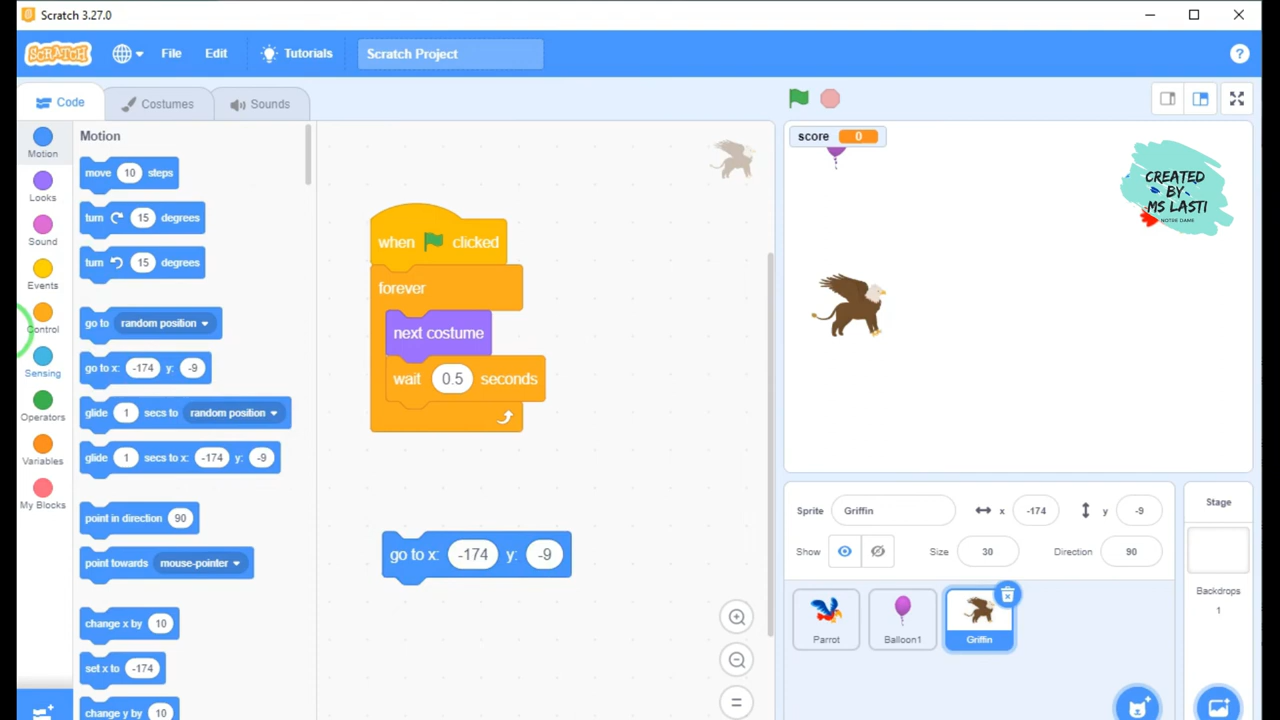 Scratch 3.27.0
SCRATCH
File
Edit
Tutorials
Scratch Project
?
Code
Costumes
Sounds
Motion
Looks
Sound
Events
Control
Sensing
Operators
Variables
My Blocks
Motion
move 10 steps
turn 15 degrees
turn 15 degrees
go to random position
go to x: -174 y: -9
glide 1 secs to random position
glide 1 secs to x: -174 y: -9
point in direction 90
point towards mouse-pointer
change x by 10
set x to -174
change y by 10
when clicked
forever
next costume
wait 0.5 seconds
go to x: -174 y: -9
score 0
CREATED
BY
MS LASTI
NOTRE DAME
Sprite Griffin x -174 y -9
Show Size 30 Direction 90
Parrot
Balloon1
Griffin
Stage
Backdrops
1